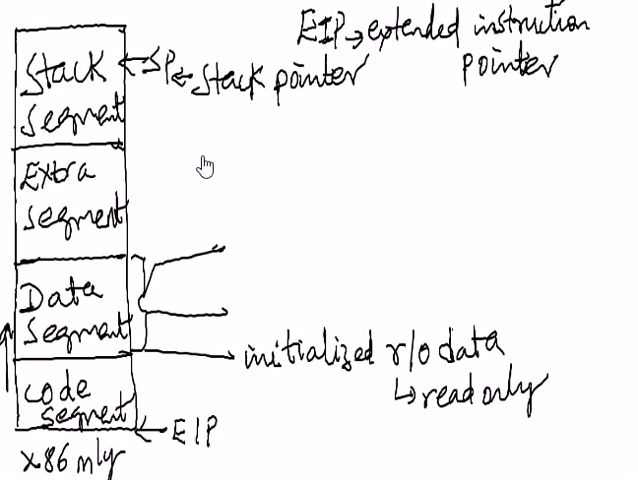 EIP → extended instruction
pointer
Stack
segment
← SP ← Stack pointer
Extra
segment
Data
segment
initialized r/o data
↳ read only
code
segment
← EIP
x86 mly